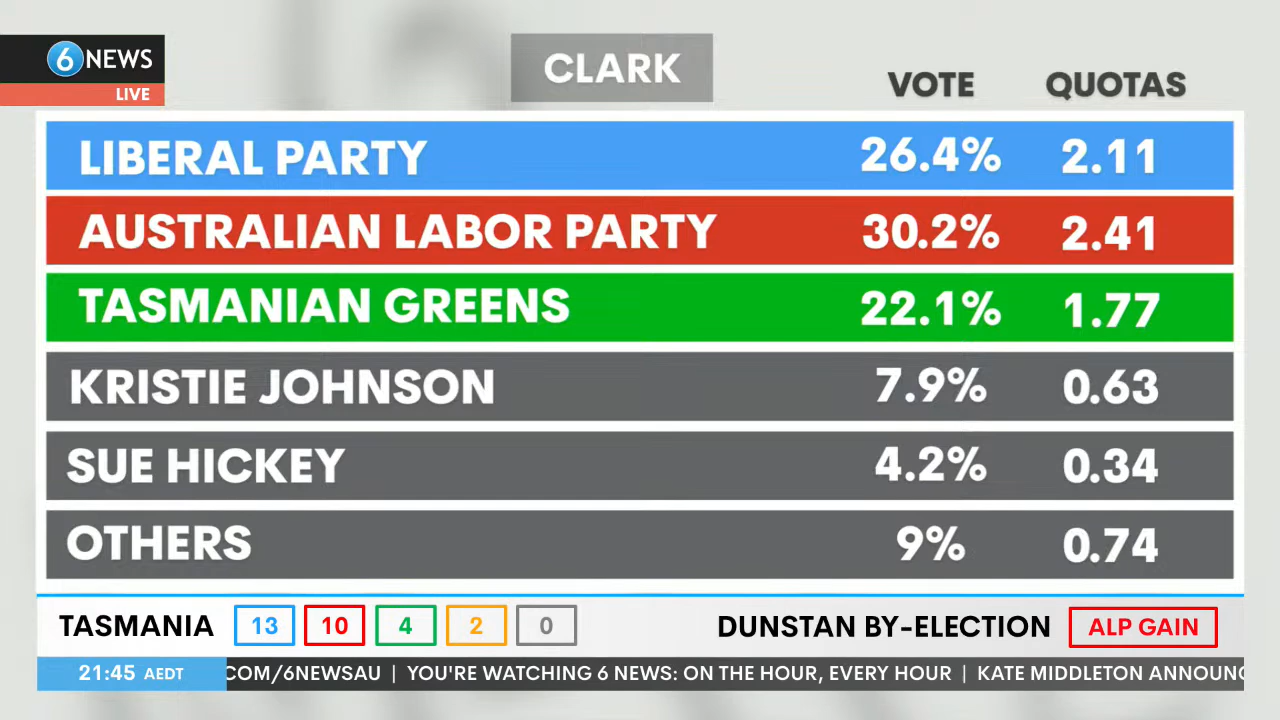 6 NEWS
LIVE
CLARK
VOTE QUOTAS
LIBERAL PARTY 26.4% 2.11
AUSTRALIAN LABOR PARTY 30.2% 2.41
TASMANIAN GREENS 22.1% 1.77
KRISTIE JOHNSON 7.9% 0.63
SUE HICKEY 4.2% 0.34
OTHERS 9% 0.74
TASMANIA 13 10 4 2 0 DUNSTAN BY-ELECTION ALP GAIN
21:45 AEDT .COM/6NEWSAU | YOU'RE WATCHING 6 NEWS: ON THE HOUR, EVERY HOUR | KATE MIDDLETON ANNOUNC